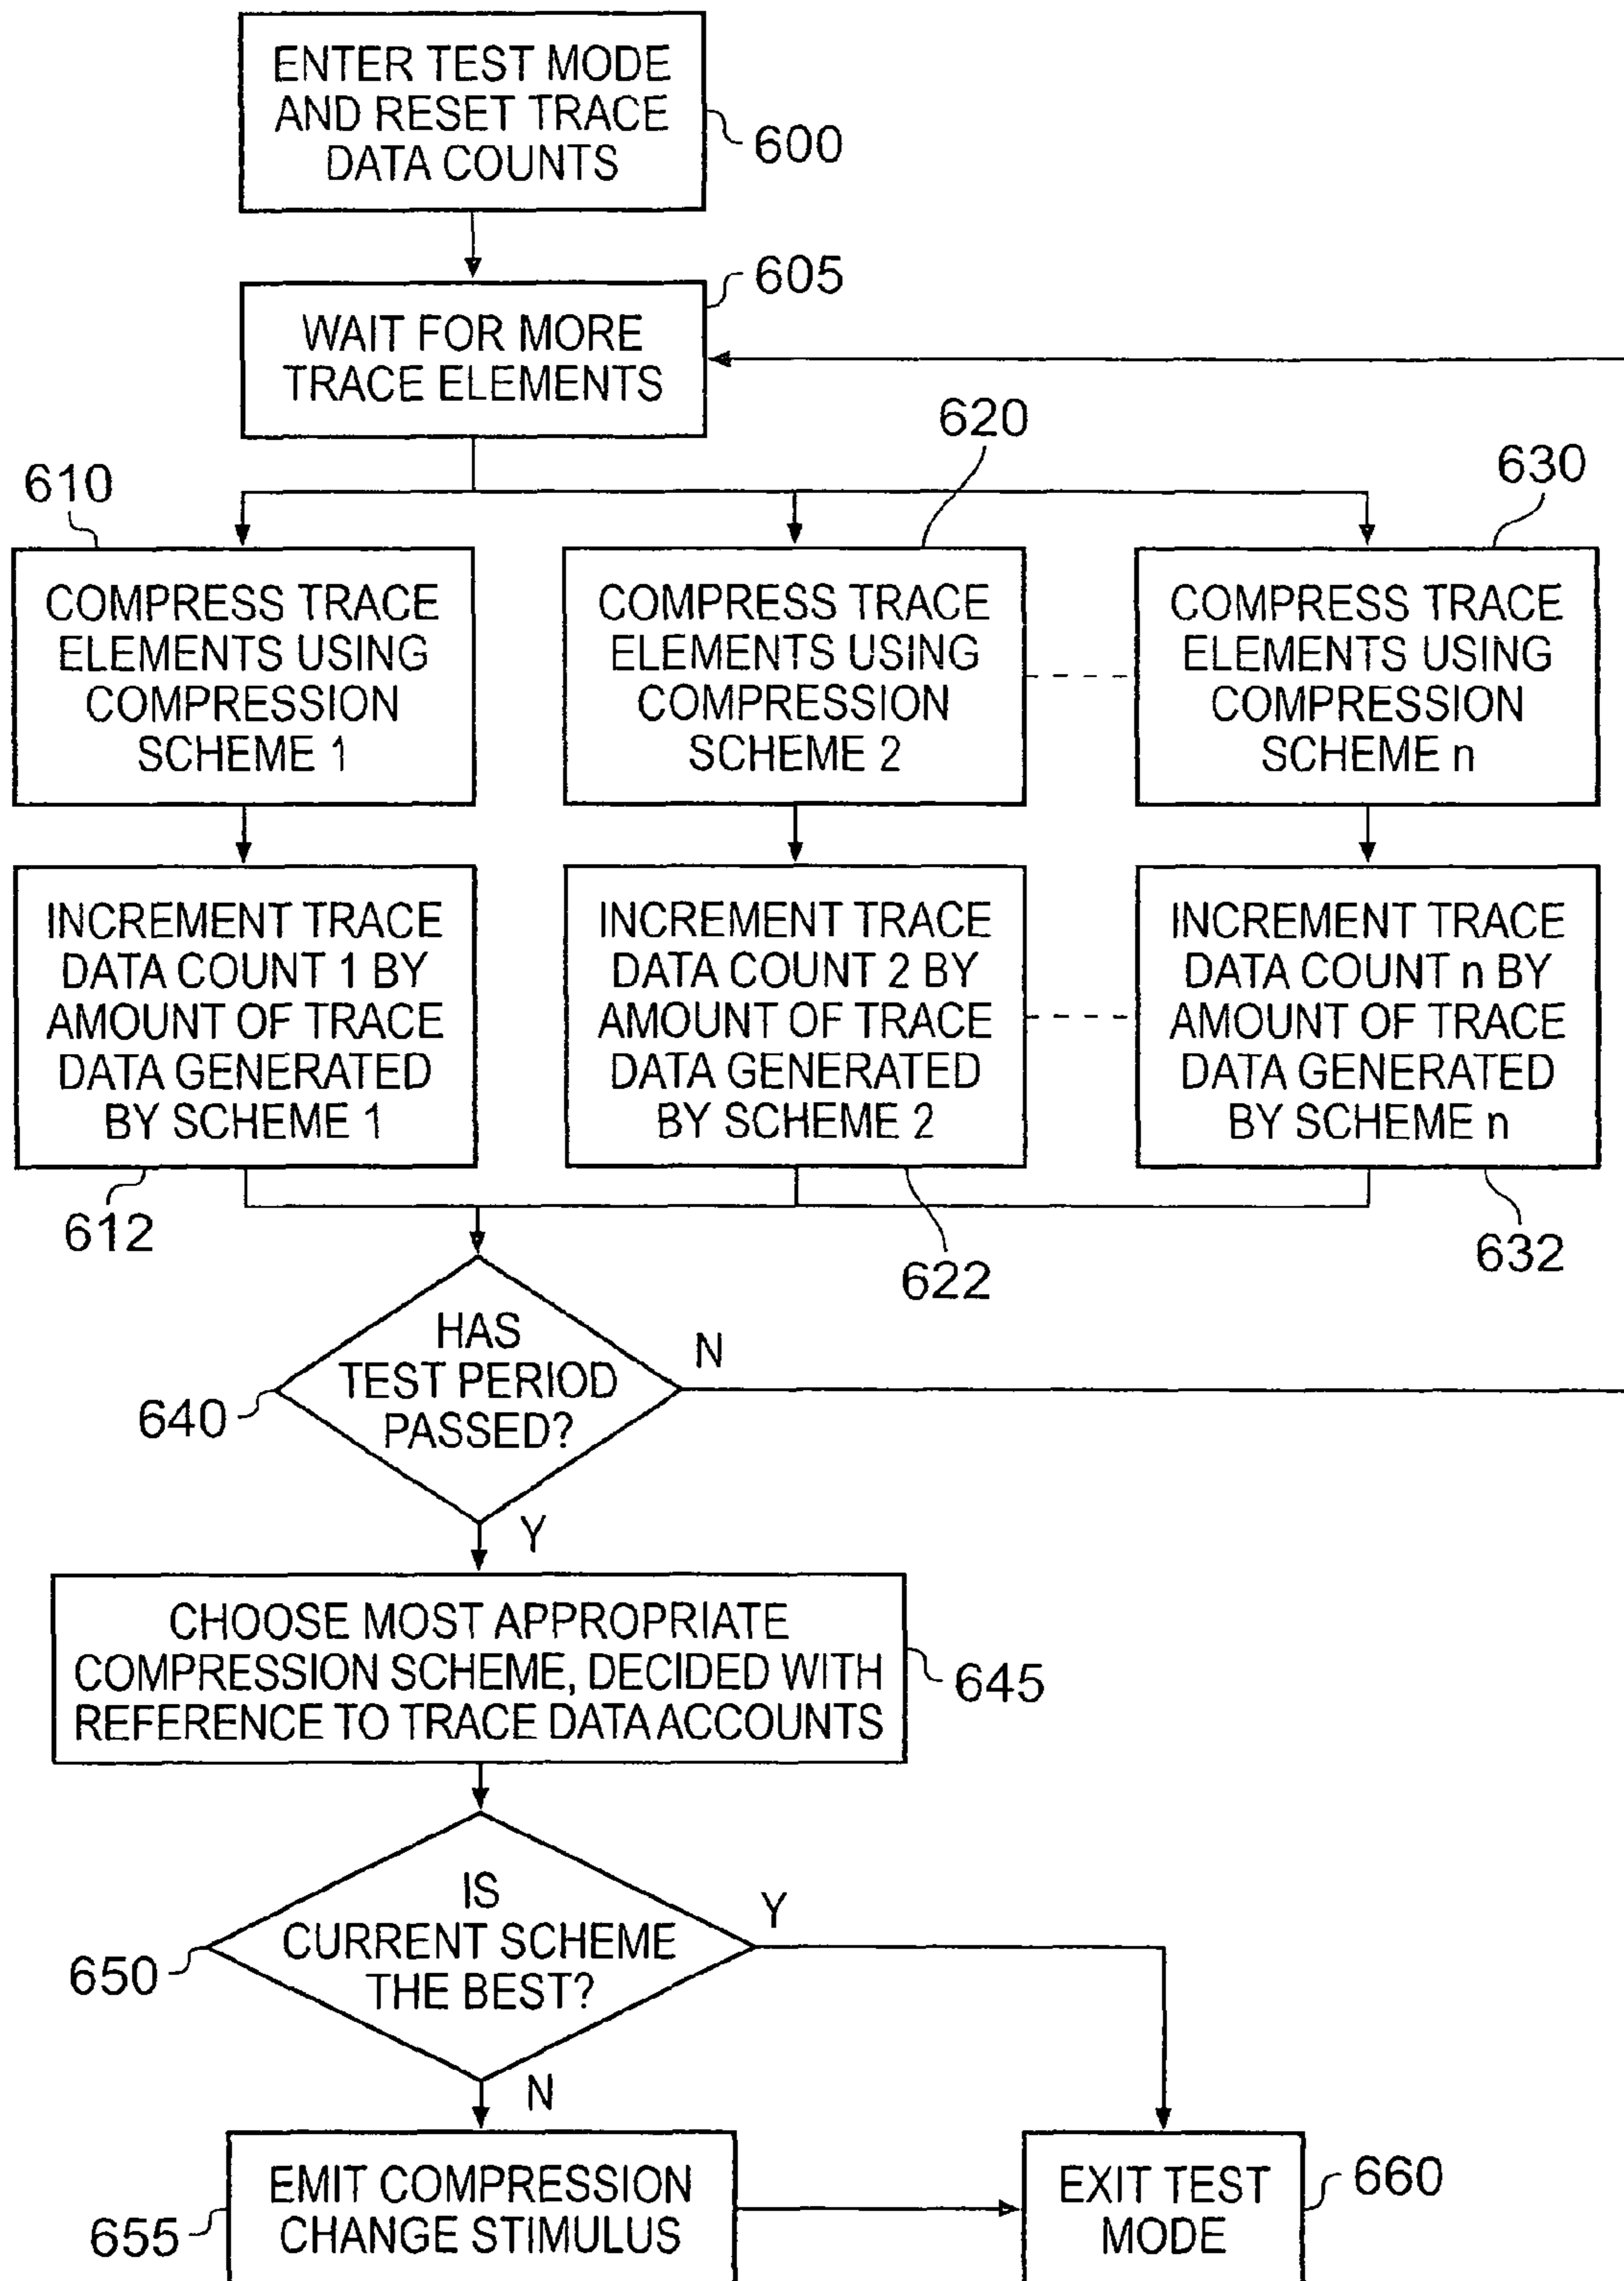 ENTER TEST MODE
AND RESET TRACE
DATA COUNTS
600
605
WAIT FOR MORE
TRACE ELEMENTS
620
610
630
COMPRESS TRACE
ELEMENTS USING
COMPRESSION
SCHEME 1
COMPRESS TRACE
ELEMENTS USING
COMPRESSION
SCHEME 2
COMPRESS TRACE
ELEMENTS USING
COMPRESSION
SCHEME n
INCREMENT TRACE
DATA COUNT 1 BY
AMOUNT OF TRACE
DATA GENERATED
BY SCHEME 1
INCREMENT TRACE
DATA COUNT 2 BY
AMOUNT OF TRACE
DATA GENERATED
BY SCHEME 2
INCREMENT TRACE
DATA COUNT n BY
AMOUNT OF TRACE
DATA GENERATED
BY SCHEME n
612
622
632
HAS
TEST PERIOD
PASSED?
N
640
Y
CHOOSE MOST APPROPRIATE
COMPRESSION SCHEME, DECIDED WITH
REFERENCE TO TRACE DATA ACCOUNTS
645
IS
CURRENT SCHEME
THE BEST?
Y
650
N
EMIT COMPRESSION
CHANGE STIMULUS
655
EXIT TEST
MODE
660